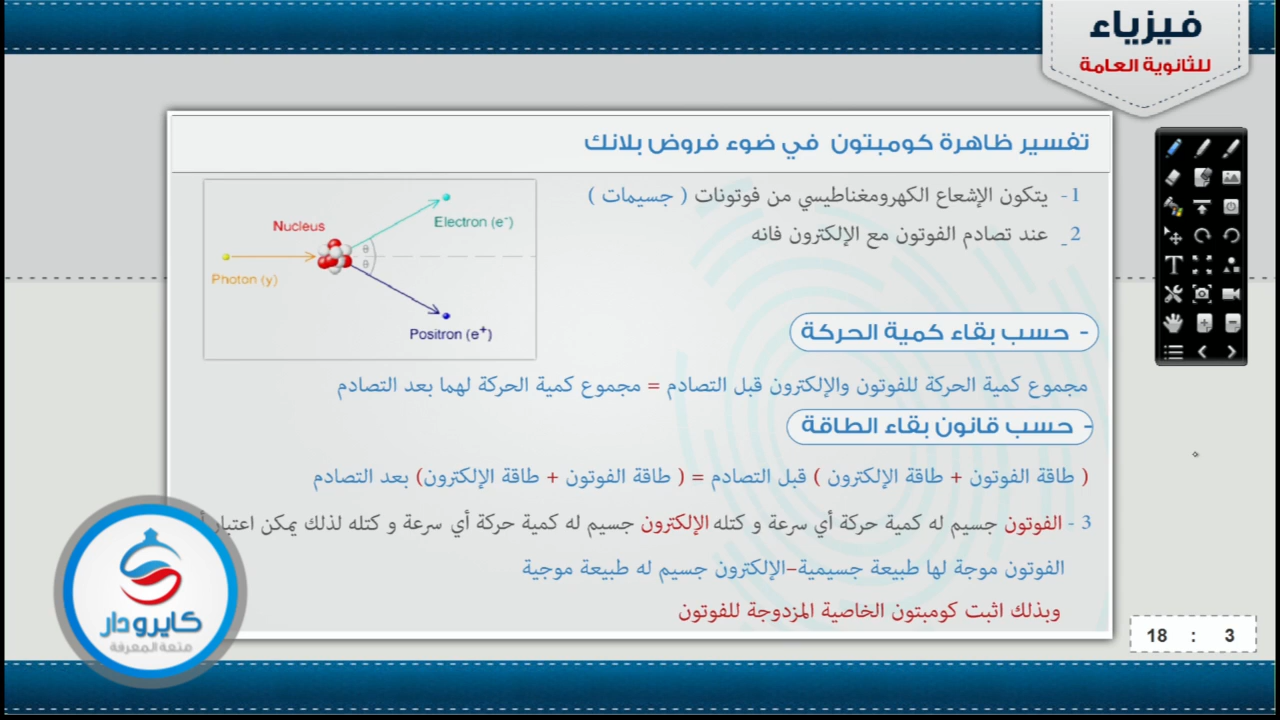 فيزياء
للثانوية العامة
تفسير ظاهرة كومبتون في ضوء فروض بلانك
1- يتكون الإشعاع الكهرومغناطيسي من فوتونات ( جسيمات )
2_ عند تصادم الفوتون مع الإلكترون فانه
Nucleus
Electron (e-)
θ
θ
Photon (y)
Positron (e+)
- حسب بقاء كمية الحركة
مجموع كمية الحركة للفوتون والإلكترون قبل التصادم = مجموع كمية الحركة لهما بعد التصادم
- حسب قانون بقاء الطاقة
( طاقة الفوتون + طاقة الإلكترون ) قبل التصادم = ( طاقة الفوتون + طاقة الإلكترون) بعد التصادم
3 - الفوتون جسيم له كمية حركة أي سرعة و كتله الإلكترون جسيم له كمية حركة أي سرعة و كتله لذلك يمكن اعتبار
الفوتون موجة لها طبيعة جسيمية–الإلكترون جسيم له طبيعة موجية
وبذلك اثبت كومبتون الخاصية المزدوجة للفوتون
كايرودار
متعة المعرفة
18 : 3